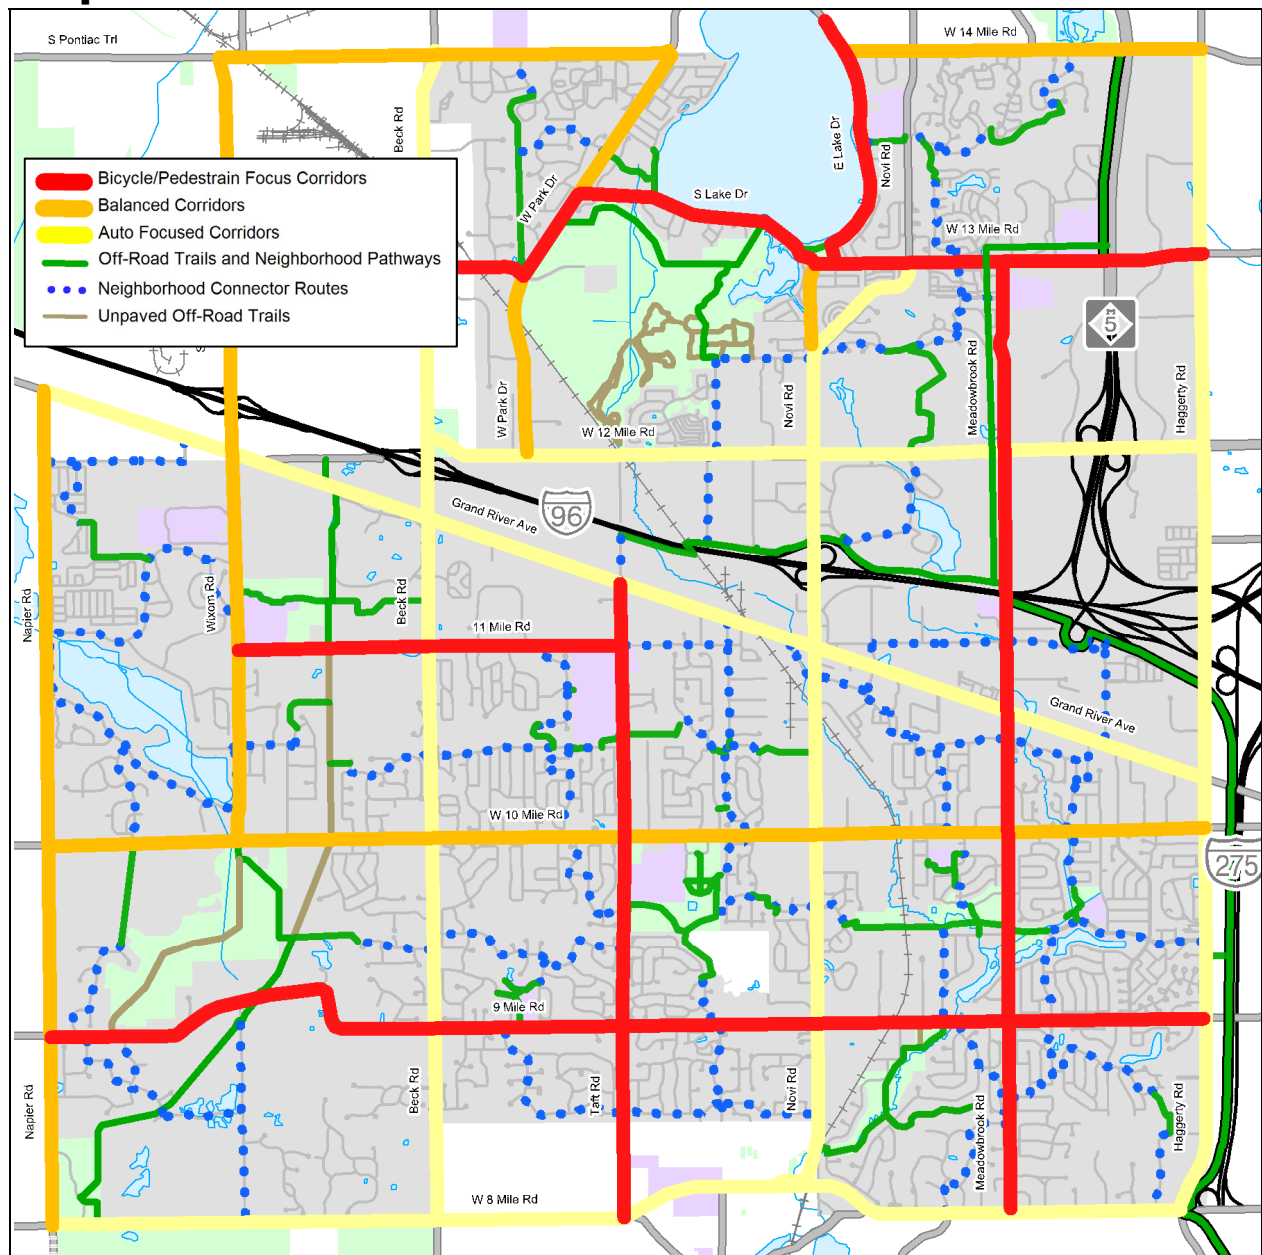 S Pontiac Trl
W 14 Mile Rd
Beck Rd
E Lake Dr
Novi Rd
Bicycle/Pedestrain Focus Corridors
Balanced Corridors
Auto Focused Corridors
Off-Road Trails and Neighborhood Pathways
Neighborhood Connector Routes
Unpaved Off-Road Trails
W Park Dr
S Lake Dr
W 13 Mile Rd
M
5
W Park Dr
W 12 Mile Rd
Novi Rd
Meadowbrook Rd
Haggerty Rd
Grand River Ave
96
Napier Rd
Wixom Rd
Beck Rd
11 Mile Rd
Grand River Ave
W 10 Mile Rd
275
9 Mile Rd
Napier Rd
Beck Rd
Taft Rd
Novi Rd
Meadowbrook Rd
Haggerty Rd
W 8 Mile Rd